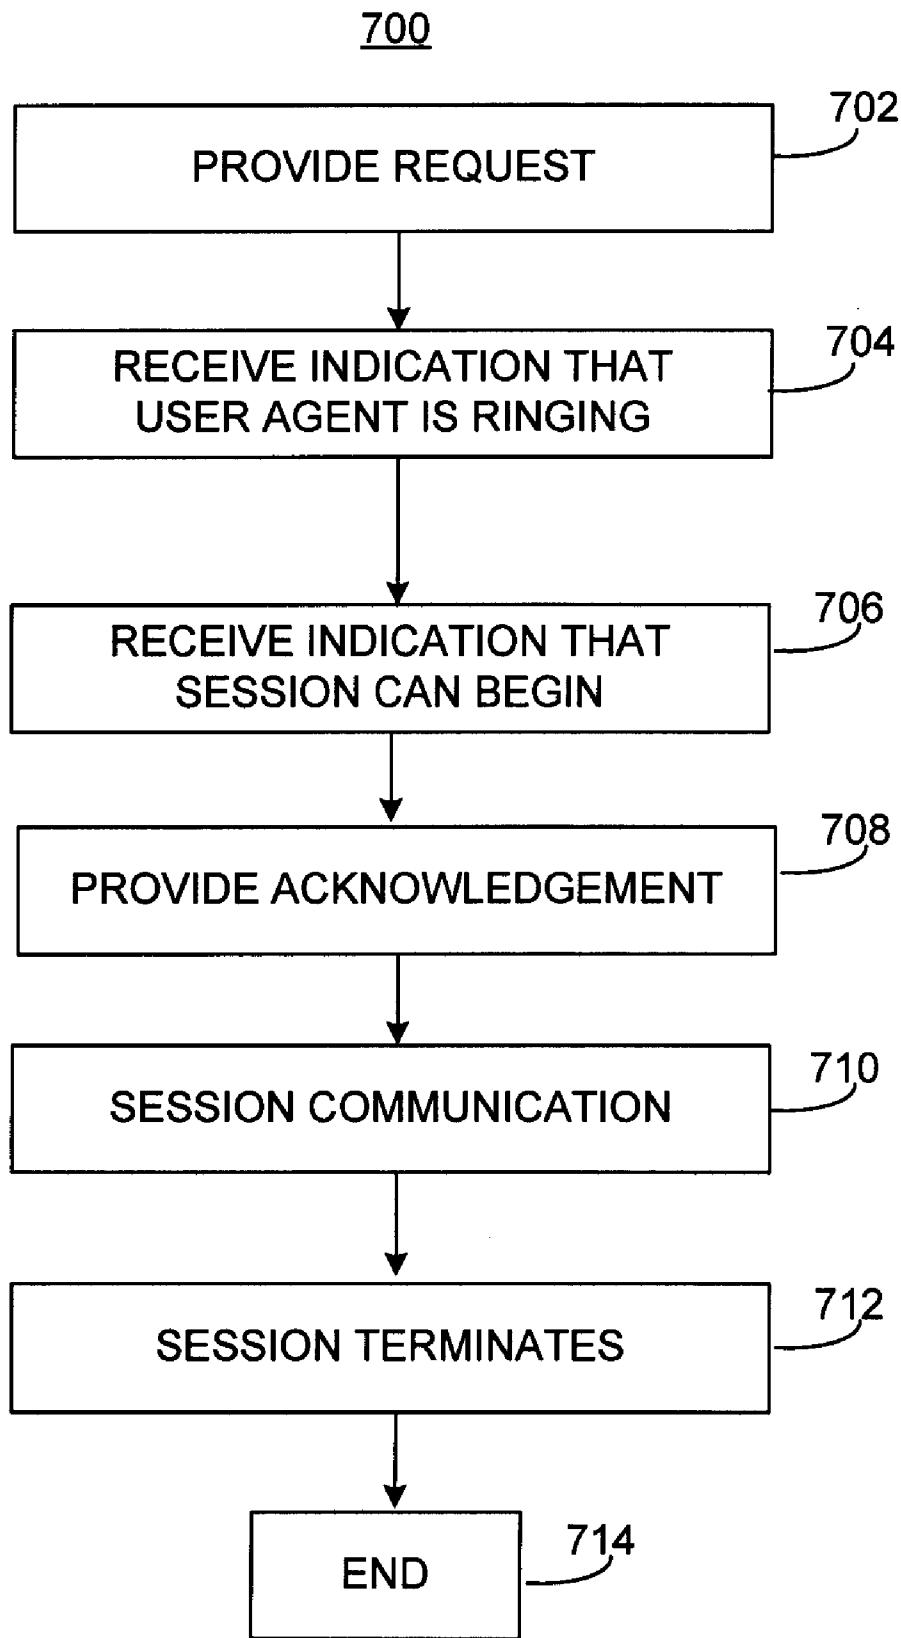 700
702
PROVIDE REQUEST
704
RECEIVE INDICATION THAT
USER AGENT IS RINGING
706
RECEIVE INDICATION THAT
SESSION CAN BEGIN
708
PROVIDE ACKNOWLEDGEMENT
710
SESSION COMMUNICATION
712
SESSION TERMINATES
714
END